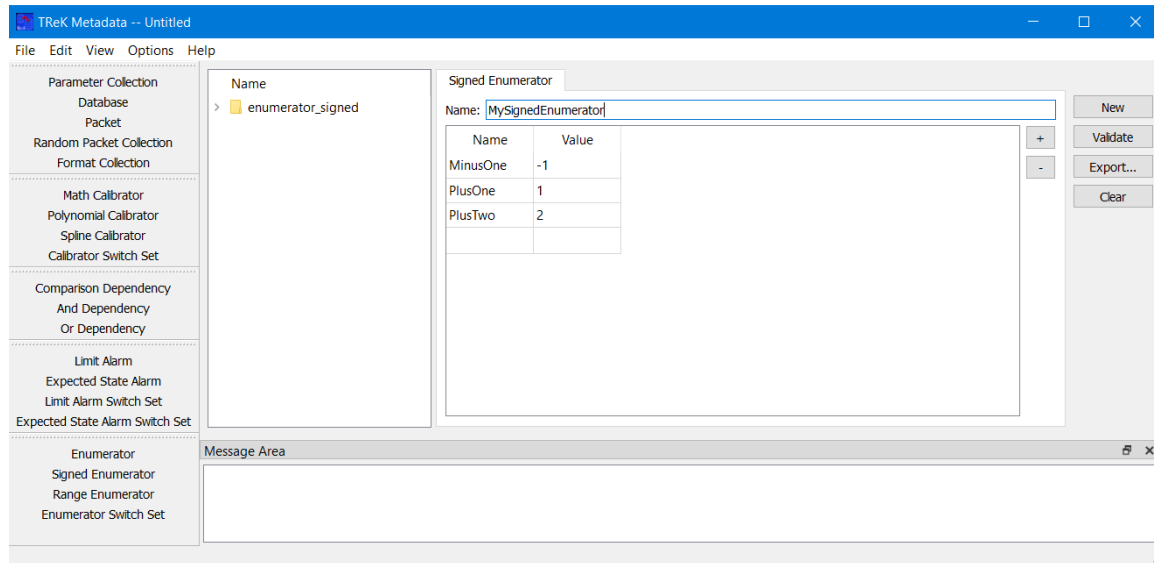 TReK Metadata -- Untitled
File Edit View Options Help
Parameter Collection
Database
Packet
Random Packet Collection
Format Collection
Math Calibrator
Polynomial Calibrator
Spline Calibrator
Calibrator Switch Set
Comparison Dependency
And Dependency
Or Dependency
Limit Alarm
Expected State Alarm
Limit Alarm Switch Set
Expected State Alarm Switch Set
Enumerator
Signed Enumerator
Range Enumerator
Enumerator Switch Set
Name
enumerator_signed
Signed Enumerator
Name: MySignedEnumerator
Name Value
MinusOne -1
PlusOne 1
PlusTwo 2
+
-
New
Validate
Export...
Clear
Message Area